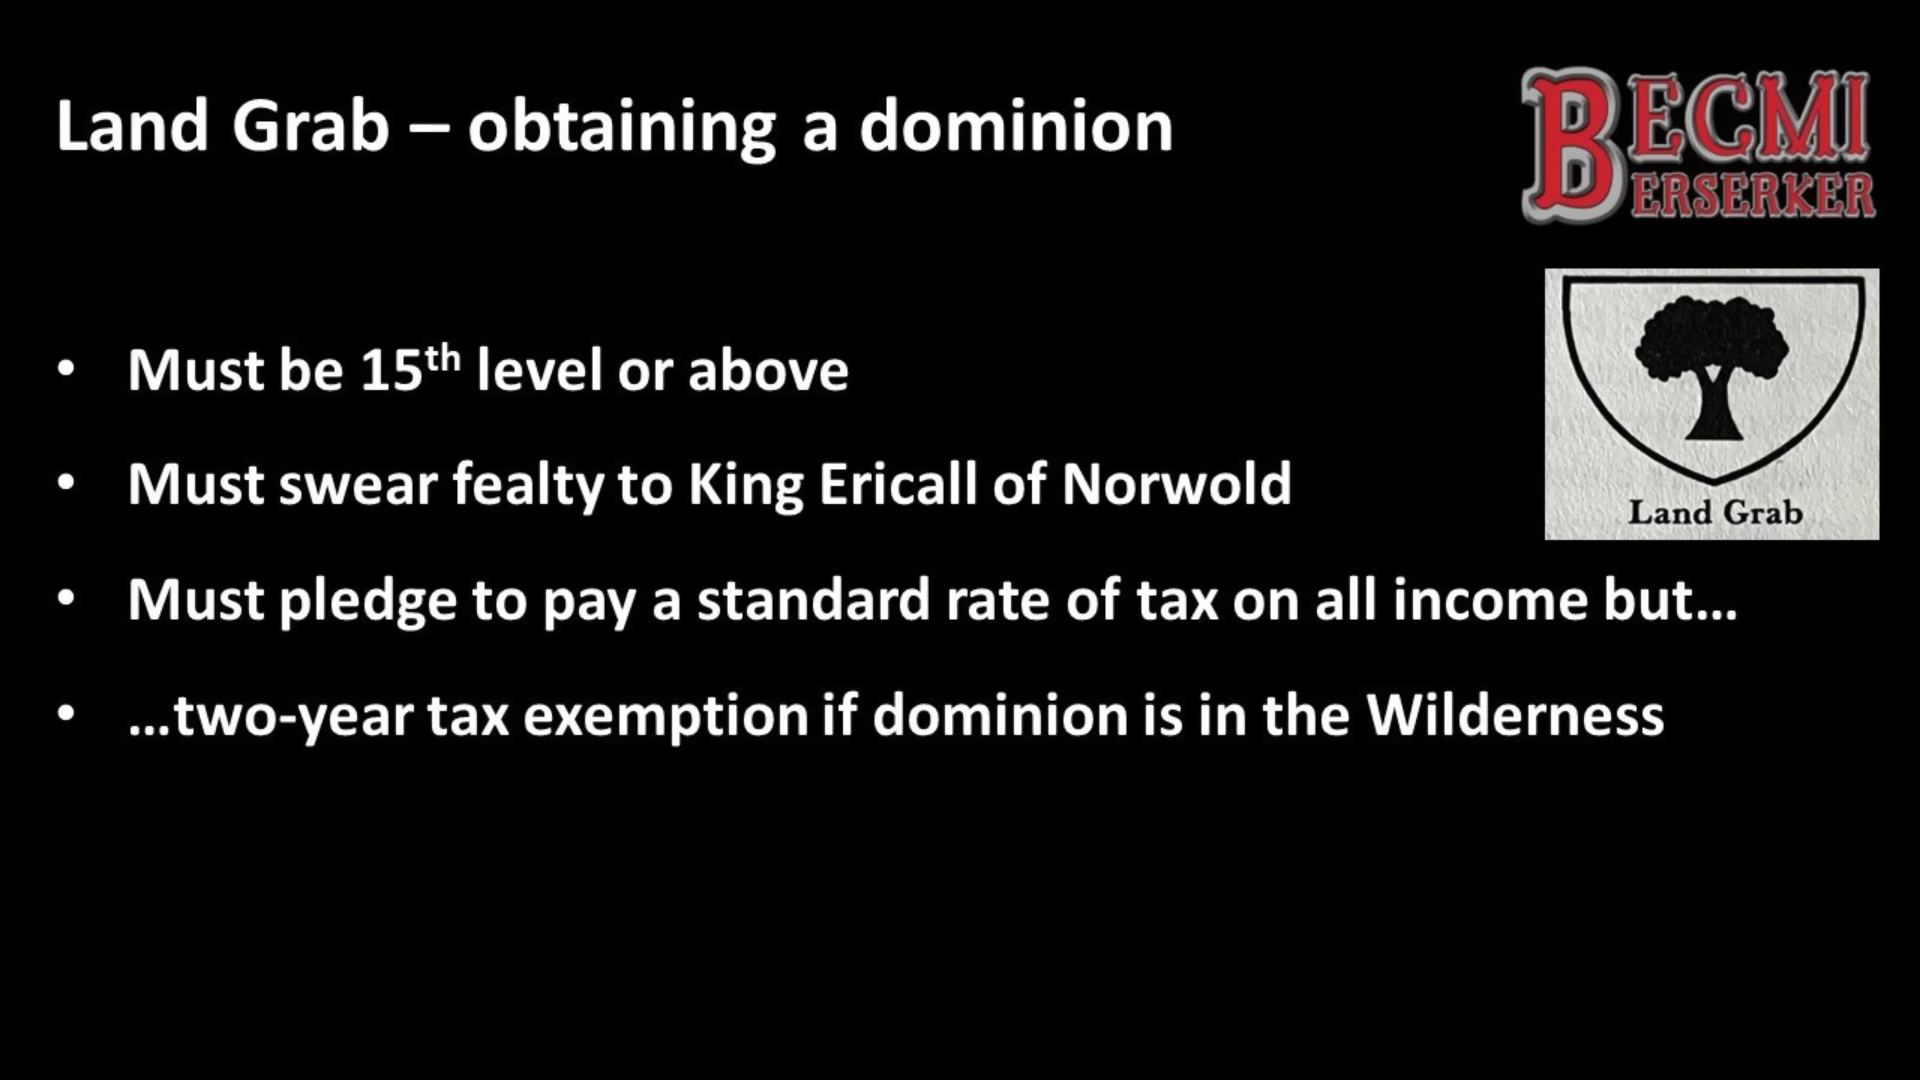 Land Grab – obtaining a dominion
BECMI
BERSERKER
• Must be 15th level or above
• Must swear fealty to King Ericall of Norwold
Land Grab
• Must pledge to pay a standard rate of tax on all income but...
• ...two-year tax exemption if dominion is in the Wilderness